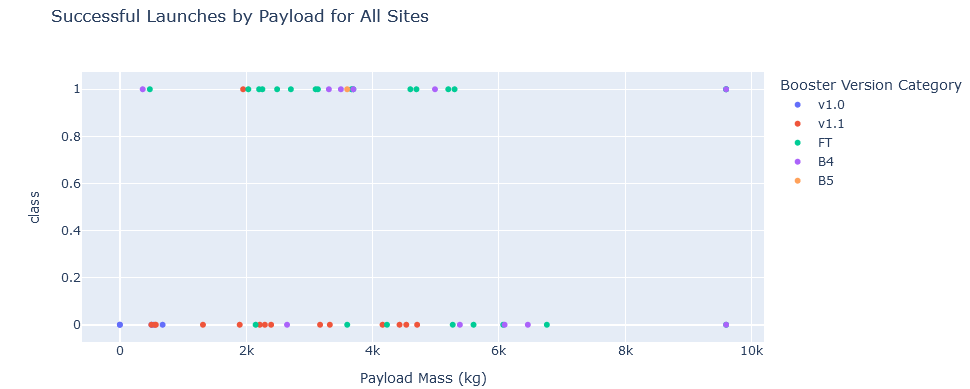 Successful Launches by Payload for All Sites
Booster Version Category
v1.0
v1.1
FT
B4
B5
class
1
0.8
0.6
0.4
0.2
0
0 2k 4k 6k 8k 10k
Payload Mass (kg)